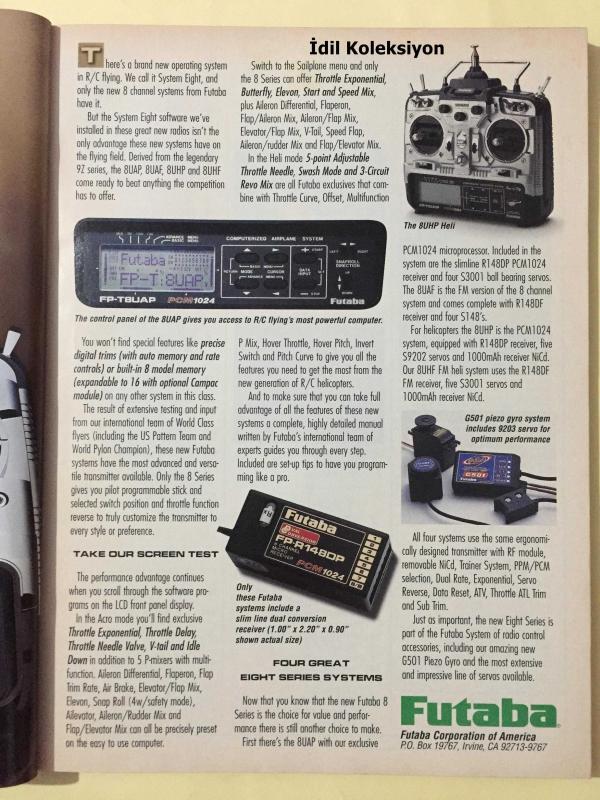 İdil Koleksiyon
There's a brand new operating system
in R/C flying. We call it System Eight, and
only the new 8 channel systems from Futaba
have it.
But the System Eight software we've
installed in these great new radios isn't the
only advantage these new systems have on
the flying field. Derived from the legendary
9Z series, the 8UAP, 8UAF, 8UHP and 8UHF
come ready to beat anything the competition
has to offer.
Switch to the Sailplane menu and only
the 8 Series can offer Throttle Exponential,
Butterfly, Elevon, Start and Speed Mix,
plus Aileron Differential, Flaperon,
Flap/Aileron Mix, Aileron/Flap Mix,
Elevator/Flap Mix, V-Tail, Speed Flap,
Aileron/rudder Mix and Flap/Elevator Mix.
In the Heli mode 5-point Adjustable
Throttle Needle, Swash Mode and 3-Circuit
Revo Mix are all Futaba exclusives that com-
bine with Throttle Curve, Offset, Multifunction
The 8UHP Heli
ADVANCE MENU
BASIC MENU
COMPUTERIZED AIRPLANE SYSTEM
Futaba
FP-T 8UAP
MODE
CURSOR
DATA
INPUT
SNAPROLL
DIRECTION
LEFT
RIGHT
UP
DOWN
FP-T8UAP
PCM1024
Futaba
The control panel of the 8UAP gives you access to R/C flying's most powerful computer.
You won't find special features like precise
digital trims (with auto memory and rate
controls) or built-in 8 model memory
(expandable to 16 with optional Campac
module) on any other system in this class.
The result of extensive testing and input
from our international team of World Class
flyers (including the US Pattern Team and
World Pylon Champion), these new Futaba
systems have the most advanced and versa-
tile transmitter available. Only the 8 Series
gives you pilot programmable stick and
selected switch position and throttle function
reverse to truly customize the transmitter to
every style or preference.
TAKE OUR SCREEN TEST
The performance advantage continues
when you scroll through the software pro-
grams on the LCD front panel display.
In the Acro mode you'll find exclusive
Throttle Exponential, Throttle Delay,
Throttle Needle Valve, V-tail and Idle
Down in addition to 5 P-mixers with multi-
function. Aileron Differential, Flaperon, Flap
Trim Rate, Air Brake, Elevator/Flap Mix,
Elevon, Snap Roll (4w/safety mode),
Ailevator, Aileron/Rudder Mix and
Flap/Elevator Mix can all be precisely preset
on the easy to use computer.
P Mix, Hover Throttle, Hover Pitch, Invert
Switch and Pitch Curve to give you all the
features you need to get the most from the
new generation of R/C helicopters.
And to make sure that you can take full
advantage of all the features of these new
systems a complete, highly detailed manual
written by Futaba's international team of
experts guides you through every step.
Included are set-up tips to have you program-
ming like a pro.
Futaba
DUAL CONVERSION
FP-R148DP
8 CHANNEL
RECEIVER
PCM1024
Only
these Futaba
systems include a
slim line dual conversion
receiver (1.00" x 2.20" x 0.90"
shown actual size)
FOUR GREAT
EIGHT SERIES SYSTEMS
Now that you know that the new Futaba 8
Series is the choice for value and perfor-
mance there is still another choice to make.
First there's the 8UAP with our exclusive
PCM1024 microprocessor. Included in the
system are the slimline R148DP PCM1024
receiver and four S3001 ball bearing servos.
The 8UAF is the FM version of the 8 channel
system and comes complete with R148DF
receiver and four S148's.
For helicopters the 8UHP is the PCM1024
system, equipped with R148DP receiver, five
S9202 servos and 1000mAh receiver NiCd.
Our 8UHF FM heli system uses the R148DF
FM receiver, five S3001 servos and
1000mAh receiver NiCd.
G501 piezo gyro system
includes 9203 servo for
optimum performance
G501
All four systems use the same ergonomi-
cally designed transmitter with RF module,
removable NiCd, Trainer System, PPM/PCM
selection, Dual Rate, Exponential, Servo
Reverse, Data Reset, ATV, Throttle ATL Trim
and Sub Trim.
Just as important, the new Eight Series is
part of the Futaba System of radio control
accessories, including our amazing new
G501 Piezo Gyro and the most extensive
and impressive line of servos available.
Futaba
Futaba Corporation of America
P.O. Box 19767, Irvine, CA 92713-9767